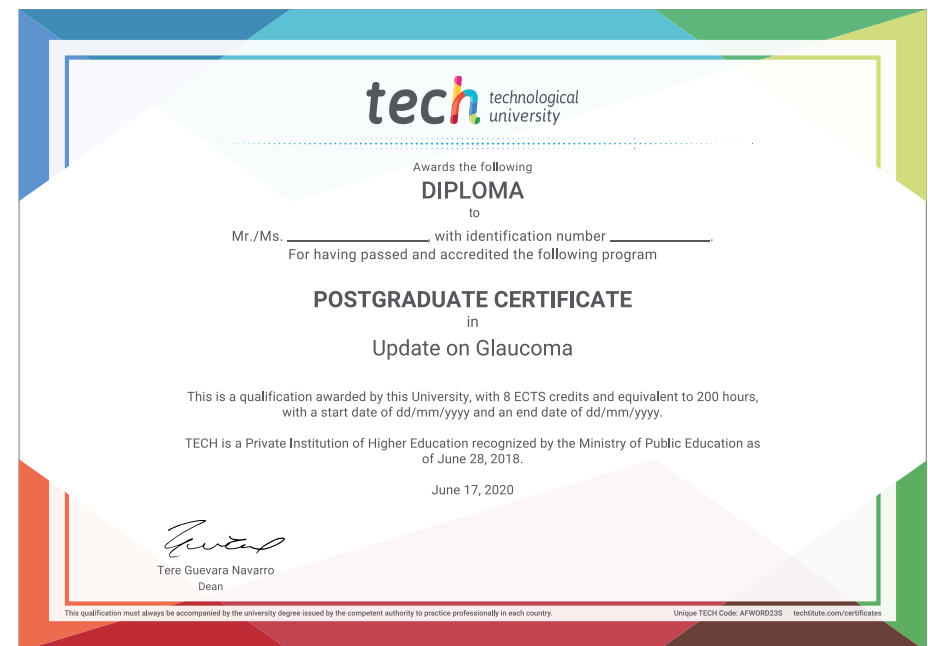 tech technological
university
Awards the following
DIPLOMA
to
Mr./Ms. ____________________, with identification number ______________.
For having passed and accredited the following program
POSTGRADUATE CERTIFICATE
in
Update on Glaucoma
This is a qualification awarded by this University, with 8 ECTS credits and equivalent to 200 hours,
with a start date of dd/mm/yyyy and an end date of dd/mm/yyyy.
TECH is a Private Institution of Higher Education recognized by the Ministry of Public Education as
of June 28, 2018.
June 17, 2020
Tere Guevara Navarro
Dean
This qualification must always be accompanied by the university degree issued by the competent authority to practice professionally in each country.
Unique TECH Code: AFWORD23S techtitute.com/certificates